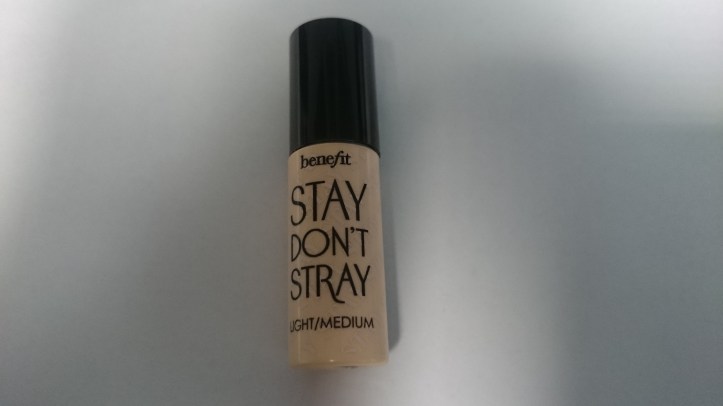 benefit
STAY
DON'T
STRAY
LIGHT/MEDIUM